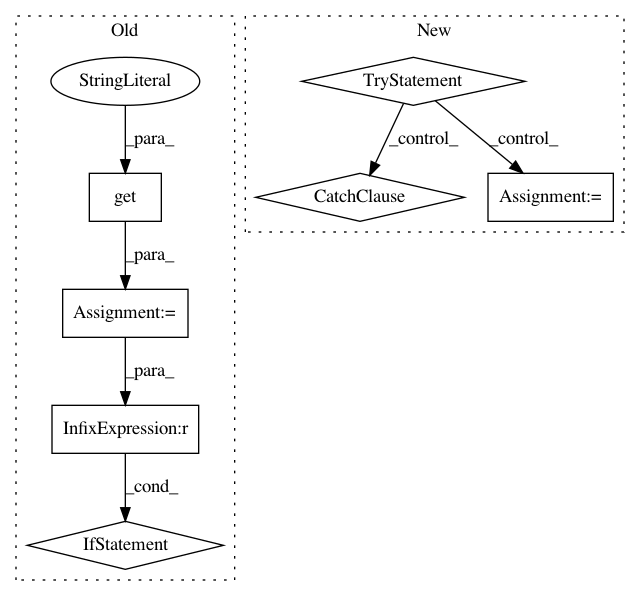 Old
StringLiteral
_para_
get
_para_
Assignment:=
_para_
InfixExpression:r
_cond_
IfStatement
New
TryStatement
_control_
_control_
CatchClause
Assignment:=